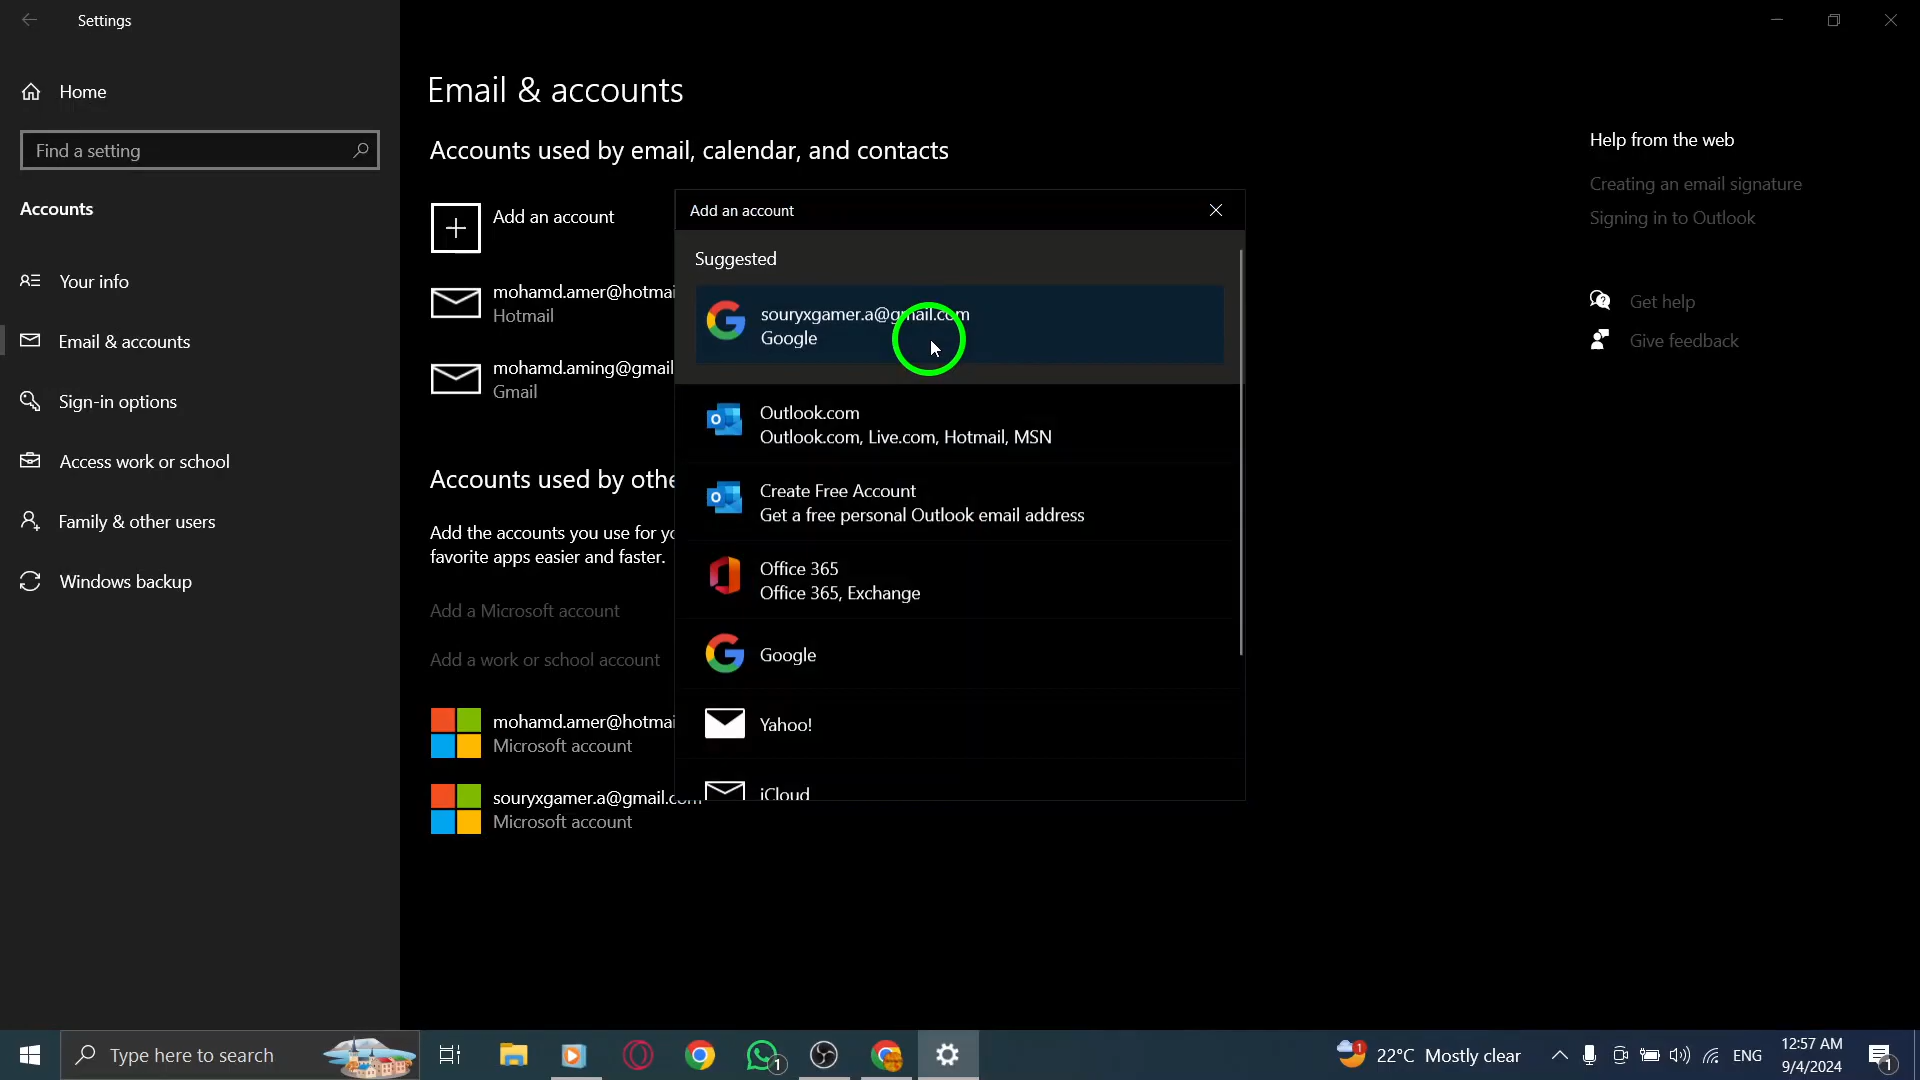 Settings
Home
Find a setting
Accounts
Your info
Email & accounts
Sign-in options
Access work or school
Family & other users
Windows backup
Email & accounts
Accounts used by email, calendar, and contacts
Add an account
mohamd.amer@hotmai
Hotmail
mohamd.aming@gmail
Gmail
Accounts used by othe
Add the accounts you use for yo
favorite apps easier and faster.
Add a Microsoft account
Add a work or school account
mohamd.amer@hotmai
Microsoft account
souryxgamer.a@gmail.com
Microsoft account
Add an account
Suggested
souryxgamer.a@gmail.com
Google
Outlook.com
Outlook.com, Live.com, Hotmail, MSN
Create Free Account
Get a free personal Outlook email address
Office 365
Office 365, Exchange
Google
Yahoo!
iCloud
Help from the web
Creating an email signature
Signing in to Outlook
Get help
Give feedback
Type here to search
1
1
22°C Mostly clear
ENG
12:57 AM
9/4/2024
1